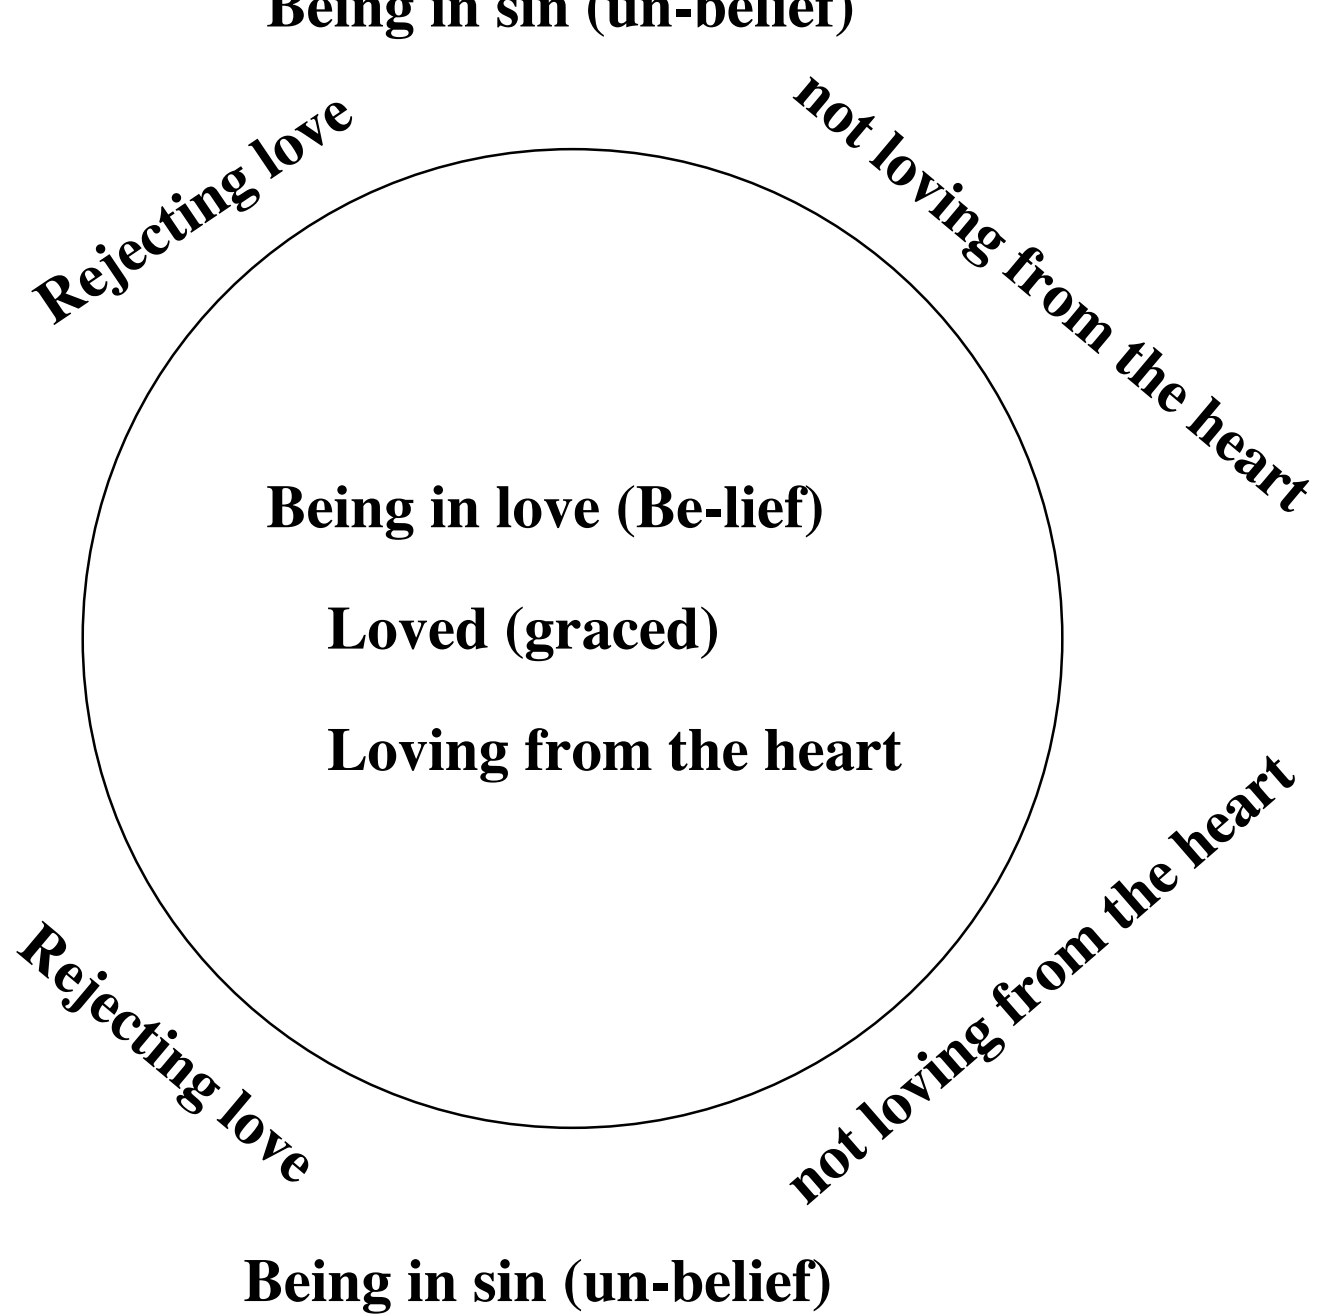 Being in sin (un-belief)
Rejecting love
not loving from the heart
Being in love (Be-lief)
Loved (graced)
Loving from the heart
Rejecting love
not loving from the heart
Being in sin (un-belief)